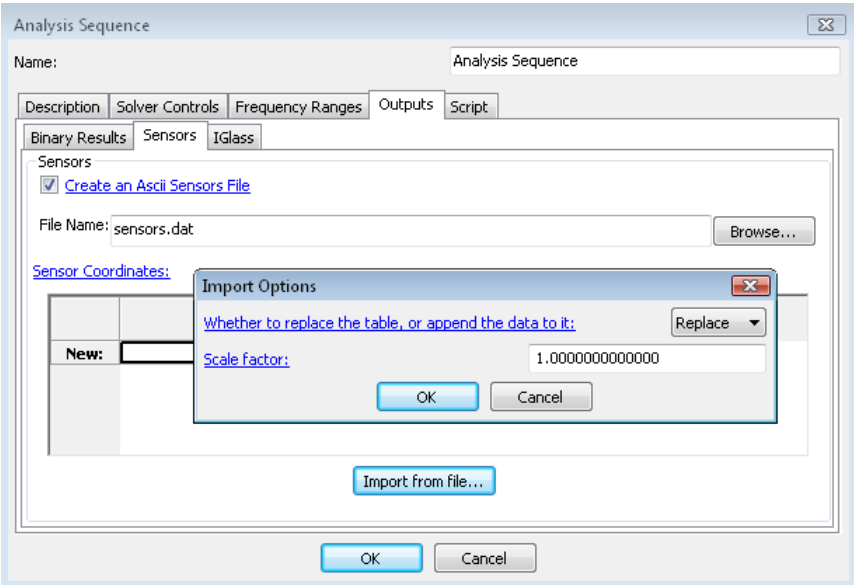 Analysis Sequence
Name: Analysis Sequence
Description Solver Controls Frequency Ranges Outputs Script
Binary Results Sensors IGlass
Sensors
Create an Ascii Sensors File
File Name: sensors.dat Browse...
Sensor Coordinates:
Import Options
Whether to replace the table, or append the data to it: Replace
New:
Scale factor: 1.0000000000000
OK Cancel
Import from file...
OK Cancel